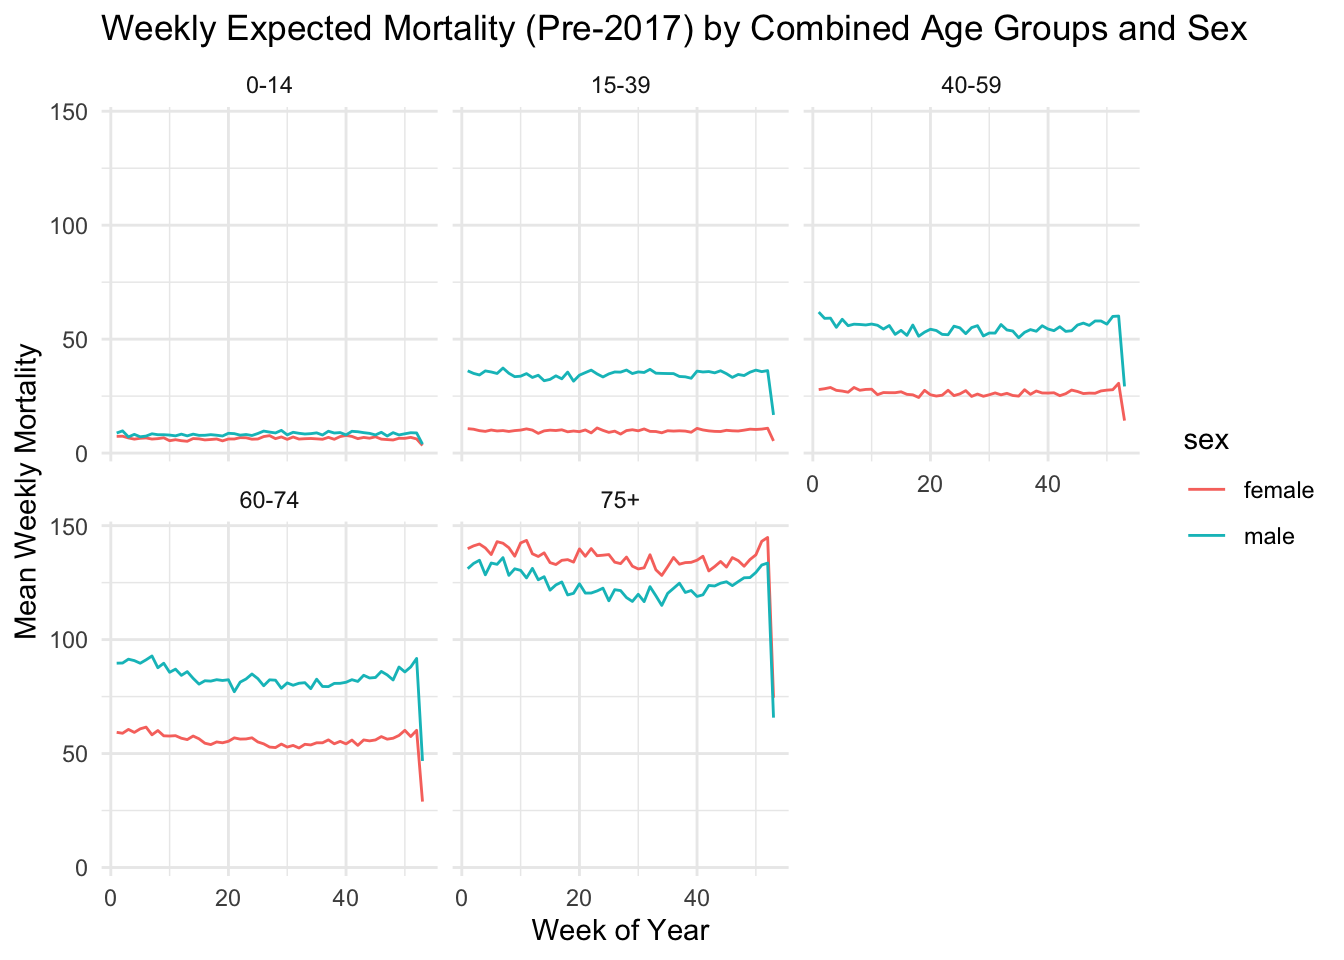 Weekly Expected Mortality (Pre-2017) by Combined Age Groups and Sex
0-14 15-39 40-59
150
100
50
0
0 20 40
60-74 75+
150
100
50
0
0 20 40 0 20 40
Week of Year
Mean Weekly Mortality
sex
female
male